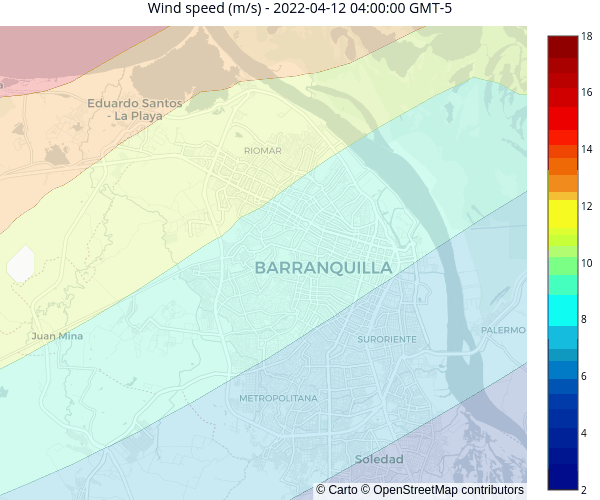 Wind speed (m/s) - 2022-04-12 04:00:00 GMT-5
Eduardo Santos
- La Playa
RIOMAR
BARRANQUILLA
Juan Mina
SURORIENTE
PALERMO
METROPOLITANA
Soledad
© Carto © OpenStreetMap contributors
18
16
14
12
10
8
6
4
2